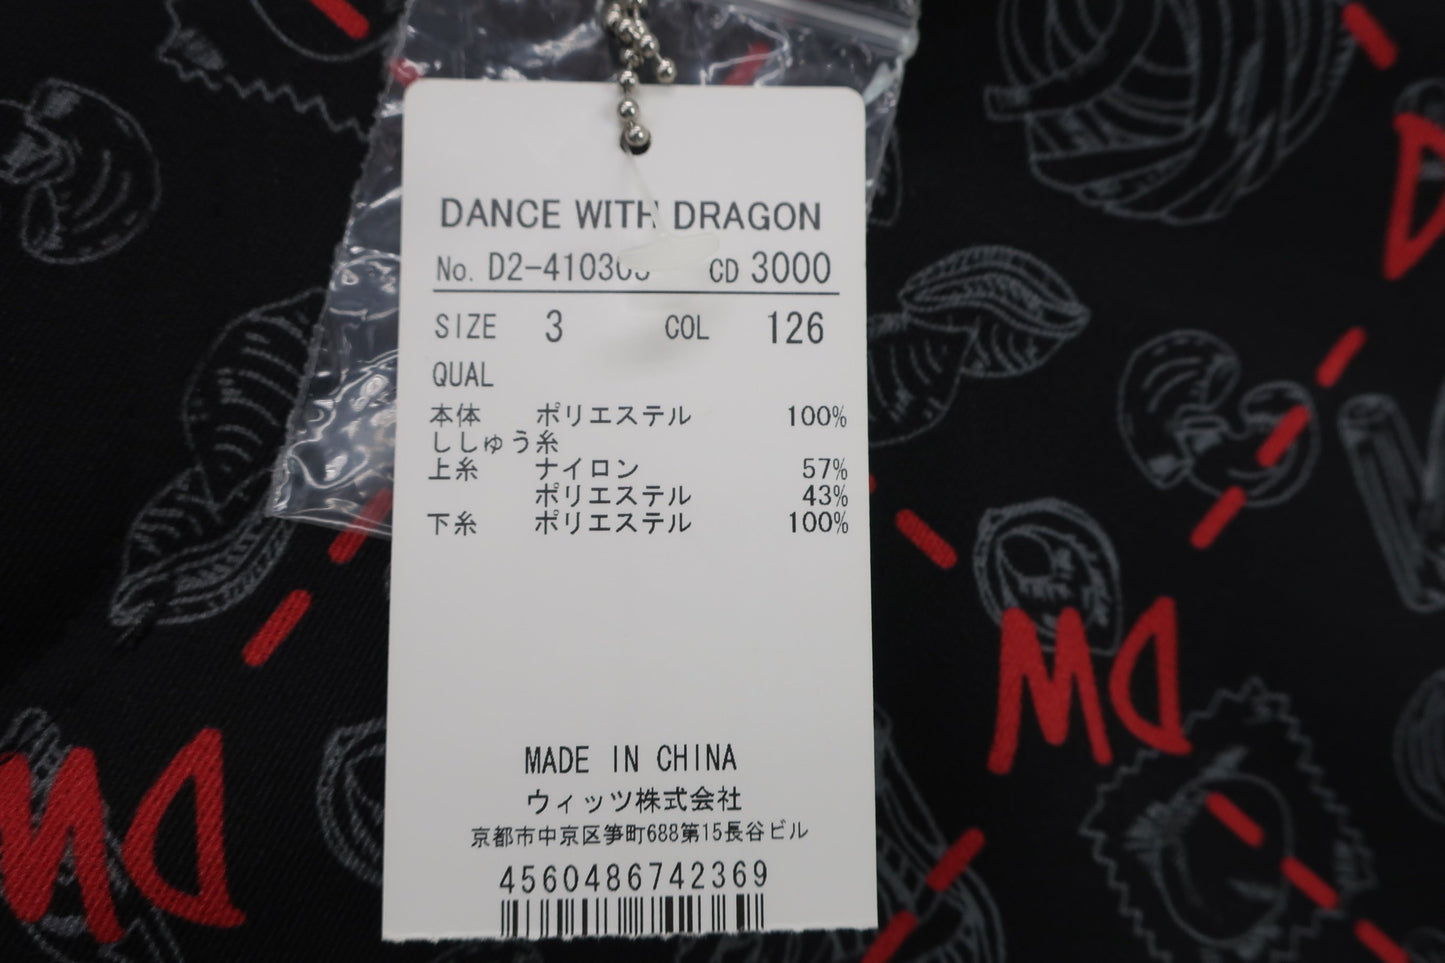 DANCE WITH DRAGON
No. CD 3000
SIZE 3 COL 126
QUAL
本体 ポリエステル 100%
ししゅう糸
上糸 ナイロン 57%
ポリエステル 43%
下糸 ポリエステル 100%
MADE IN CHINA
ウィッツ株式会社
京都市中京区笋町688第15長谷ビル
4560486742369
DW
DW